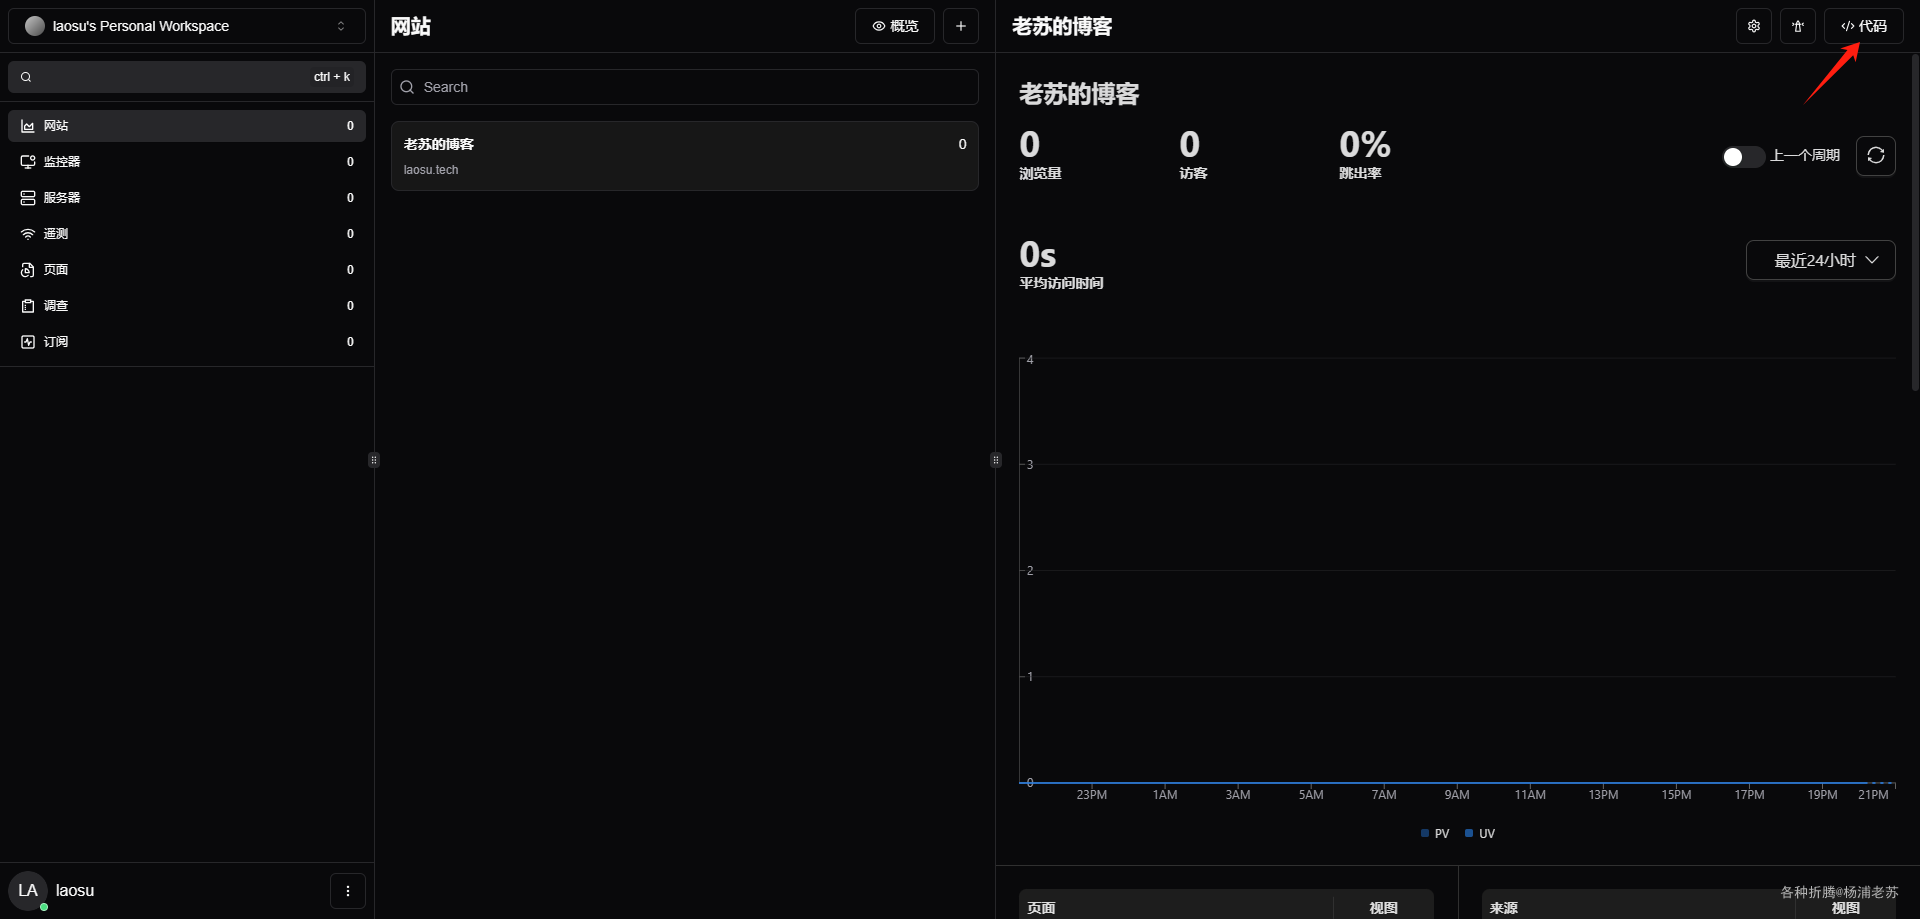 laosu's Personal Workspace
ctrl + k
网站 0
监控器 0
服务器 0
遥测 0
页面 0
调查 0
订阅 0
LA laosu
网站
概览
Search
老苏的博客 0
laosu.tech
老苏的博客
代码
老苏的博客
0 0 0%
浏览量 访客 跳出率
上一个周期
0s
平均访问时间
最近24小时
4
3
2
1
0
23PM 1AM 3AM 5AM 7AM 9AM 11AM 13PM 15PM 17PM 19PM 21PM
PV UV
页面 视图 来源 视图
各种折腾@杨浦老苏